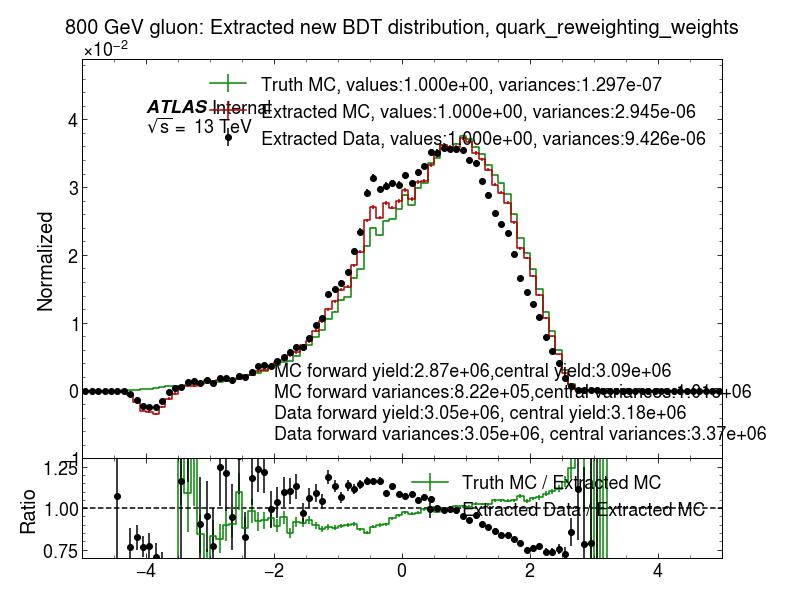 800 GeV gluon: Extracted new BDT distribution, quark_reweighting_weights
×10⁻²
Truth MC, values:1.000e+00, variances:1.297e-07
ATLAS Internal
Extracted MC, values:1.000e+00, variances:2.945e-06
√s = 13 TeV
Extracted Data, values:1.000e+00, variances:9.426e-06
4
3
2
1
0
1
Normalized
MC forward yield:2.87e+06,central yield:3.09e+06
MC forward variances:8.22e+05,central variances:
Data forward yield:3.05e+06, central yield:3.18e+06
Data forward variances:3.05e+06, central variances:3.37e+06
1.25
1.00
0.75
Ratio
Truth MC / Extracted MC
Extracted Data / Extracted MC
−4 −2 0 2 4